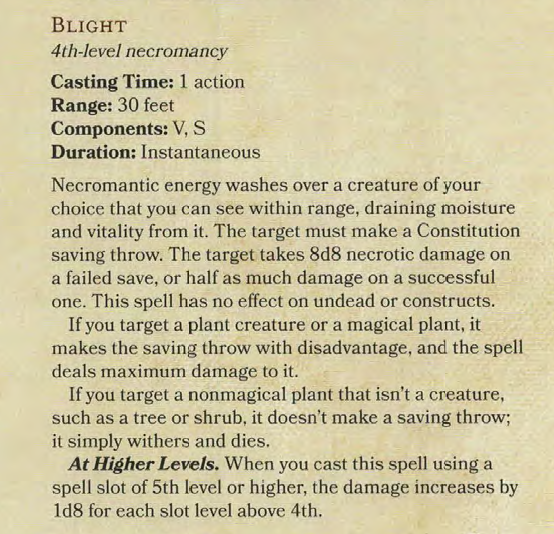 BLIGHT
4th-level necromancy
Casting Time: 1 action
Range: 30 feet
Components: V, S
Duration: Instantaneous
Necromantic energy washes over a creature of your
choice that you can see within range, draining moisture
and vitality from it. The target must make a Constitution
saving throw. The target takes 8d8 necrotic damage on
a failed save, or half as much damage on a successful
one. This spell has no effect on undead or constructs.
If you target a plant creature or a magical plant, it
makes the saving throw with disadvantage, and the spell
deals maximum damage to it.
If you target a nonmagical plant that isn't a creature,
such as a tree or shrub, it doesn't make a saving throw;
it simply withers and dies.
At Higher Levels. When you cast this spell using a
spell slot of 5th level or higher, the damage increases by
1d8 for each slot level above 4th.